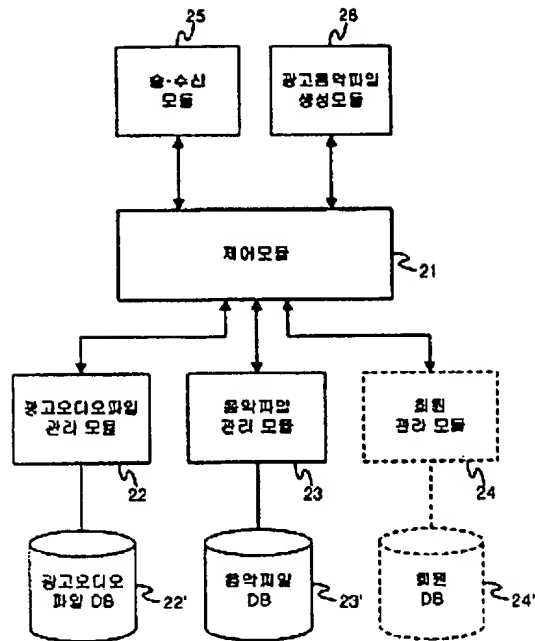 25
송·수신
모듈
26
광고음악파일
생성모듈
제어모듈
21
광고오디오파일
관리 모듈
22
음악파일
관리 모듈
23
회원
관리 모듈
24
광고오디오
파일 DB
22'
음악파일
DB
23'
회원
DB
24'